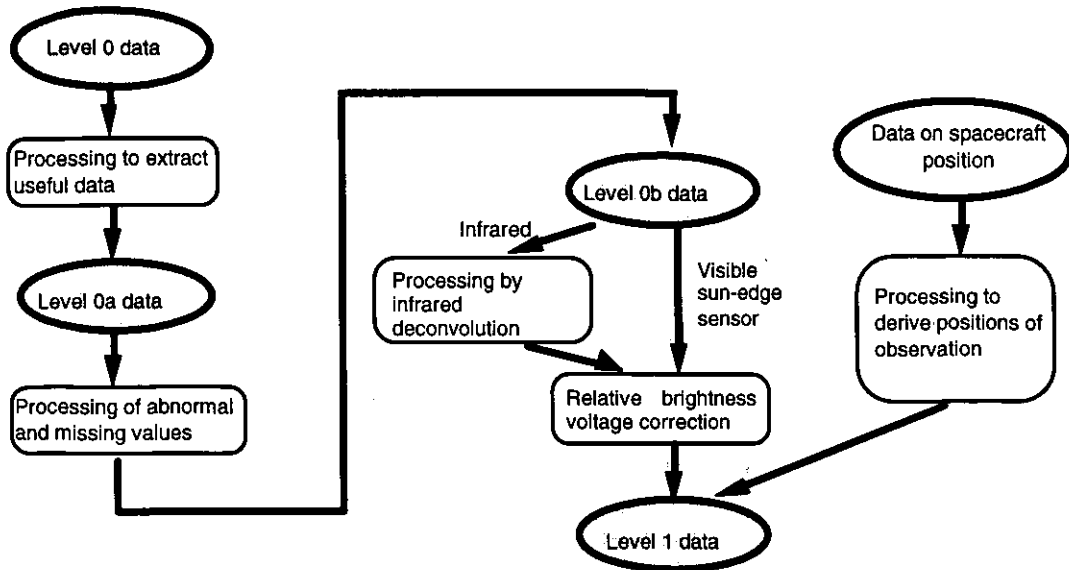 Level 0 data
Processing to extract
useful data
Level 0a data
Processing of abnormal
and missing values
Level 0b data
Infrared
Processing by
infrared
deconvolution
Visible
sun-edge
sensor
Relative brightness
voltage correction
Level 1 data
Data on spacecraft
position
Processing to
derive positions of
observation